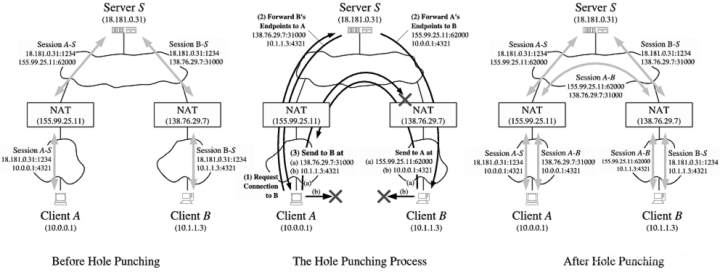 Server S
(18.181.0.31)
Session A-S
18.181.0.31:1234
155.99.25.11:62000
Session B-S
18.181.0.31:1234
138.76.29.7:31000
NAT
(155.99.25.11)
NAT
(138.76.29.7)
Session A-S
18.181.0.31:1234
10.0.0.1:4321
Session B-S
18.181.0.31:1234
10.1.1.3:4321
Client A
(10.0.0.1)
Client B
(10.1.1.3)
Before Hole Punching
Server S
(18.181.0.31)
(2) Forward B's
Endpoints to A
138.76.29.7:31000
10.1.1.3:4321
(2) Forward A's
Endpoints to B
155.99.25.11:62000
10.0.0.1:4321
NAT
(155.99.25.11)
NAT
(138.76.29.7)
(3) Send to B at
(a) 138.76.29.7:31000
(b) 10.1.1.3:4321
Send to A at
(a) 155.99.25.11:62000
(b) 10.0.0.1:4321
(1) Request
Connection
to B
(a)
(b)
(a)
(b)
Client A
(10.0.0.1)
Client B
(10.1.1.3)
The Hole Punching Process
Server S
(18.181.0.31)
Session A-S
18.181.0.31:1234
155.99.25.11:62000
Session B-S
18.181.0.31:1234
138.76.29.7:31000
Session A-B
155.99.25.11:62000
138.76.29.7:31000
NAT
(155.99.25.11)
NAT
(138.76.29.7)
Session A-S
18.181.0.31:1234
10.0.0.1:4321
Session A-B
138.76.29.7:31000
10.0.0.1:4321
Session A-B
155.99.25.11:62000
10.1.1.3:4321
Session B-S
18.181.0.31:1234
10.1.1.3:4321
Client A
(10.0.0.1)
Client B
(10.1.1.3)
After Hole Punching